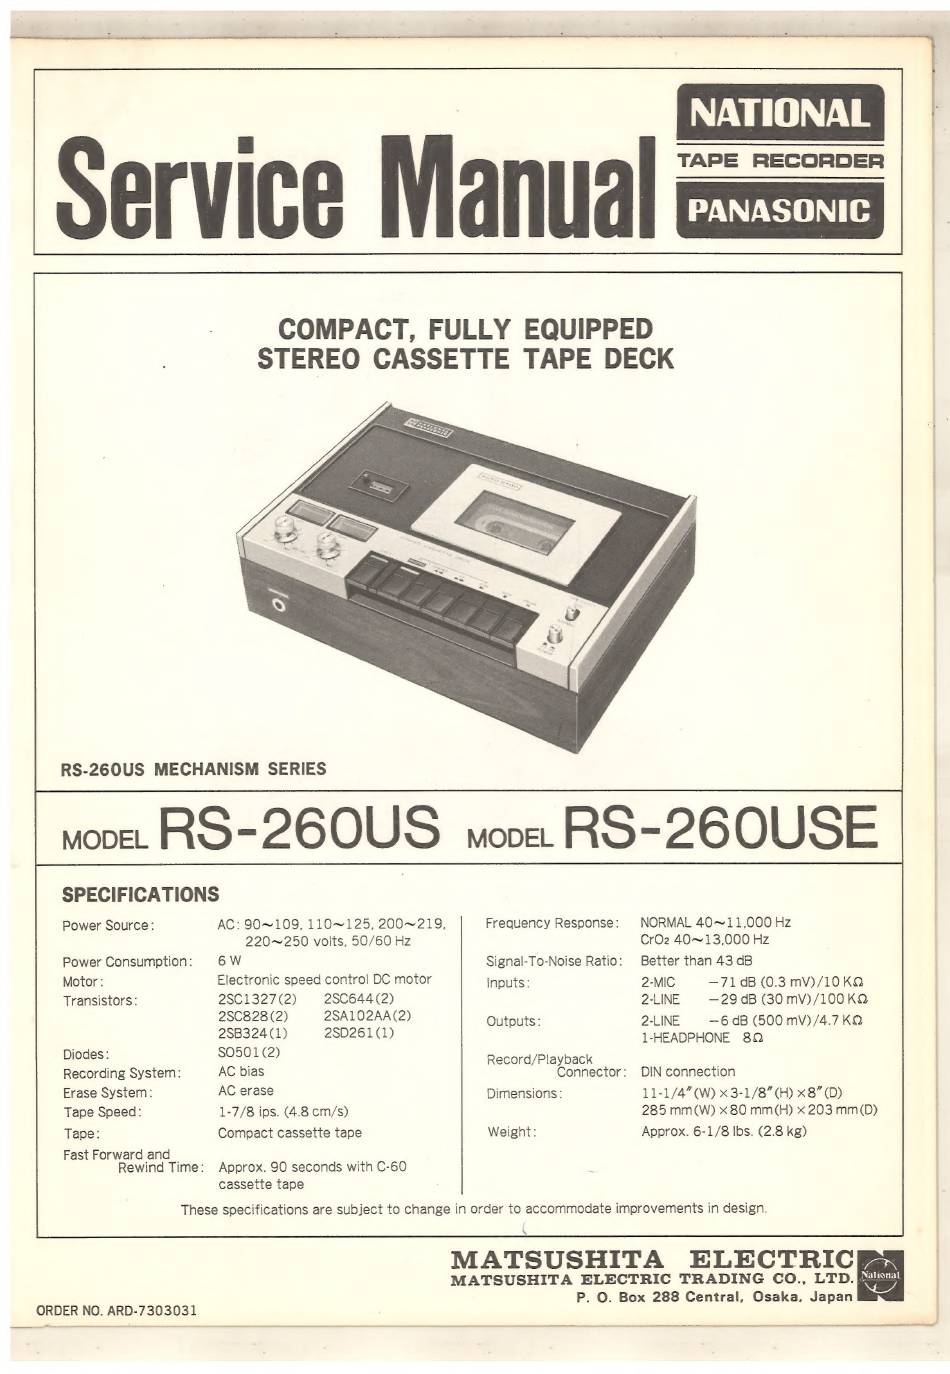 Service Manual
NATIONAL
TAPE RECORDER
PANASONIC
COMPACT, FULLY EQUIPPED
STEREO CASSETTE TAPE DECK
RS-260US MECHANISM SERIES
MODEL RS-260US MODEL RS-260USE
SPECIFICATIONS
Power Source: AC: 90~109, 110~125, 200~219,
220~250 volts, 50/60 Hz
Power Consumption: 6 W
Motor: Electronic speed control DC motor
Transistors: 2SC1327(2) 2SC644(2)
2SC828(2) 2SA102AA(2)
2SB324(1) 2SD261(1)
Diodes: SO501(2)
Recording System: AC bias
Erase System: AC erase
Tape Speed: 1-7/8 ips. (4.8 cm/s)
Tape: Compact cassette tape
Fast Forward and
Rewind Time: Approx. 90 seconds with C-60
cassette tape
Frequency Response: NORMAL 40~11,000 Hz
CrO₂ 40~13,000 Hz
Signal-To-Noise Ratio: Better than 43 dB
Inputs: 2-MIC −71 dB (0.3 mV)/10 KΩ
2-LINE −29 dB (30 mV)/100 KΩ
Outputs: 2-LINE −6 dB (500 mV)/4.7 KΩ
1-HEADPHONE 8Ω
Record/Playback
Connector: DIN connection
Dimensions: 11-1/4″(W)×3-1/8″(H)×8″(D)
285 mm(W)×80 mm(H)×203 mm(D)
Weight: Approx. 6-1/8 lbs. (2.8 kg)
These specifications are subject to change in order to accommodate improvements in design.
MATSUSHITA ELECTRIC
MATSUSHITA ELECTRIC TRADING CO., LTD.
P. O. Box 288 Central, Osaka, Japan
National
ORDER NO. ARD-7303031